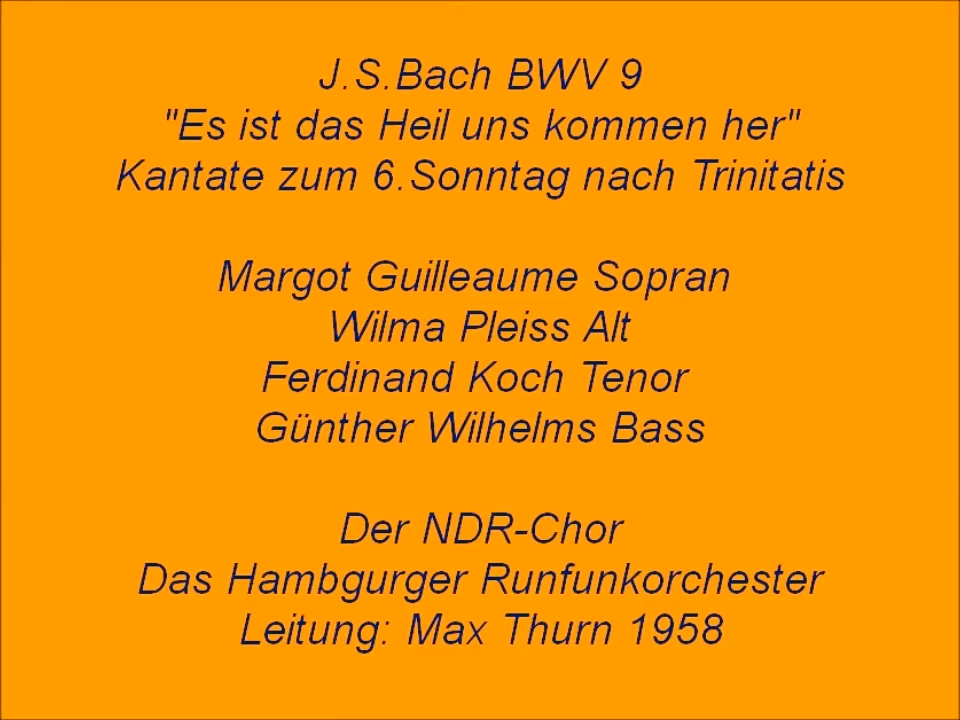 J.S.Bach BWV 9
"Es ist das Heil uns kommen her"
Kantate zum 6.Sonntag nach Trinitatis
Margot Guilleaume Sopran
Wilma Pleiss Alt
Ferdinand Koch Tenor
Günther Wilhelms Bass
Der NDR-Chor
Das Hambgurger Runfunkorchester
Leitung: Max Thurn 1958